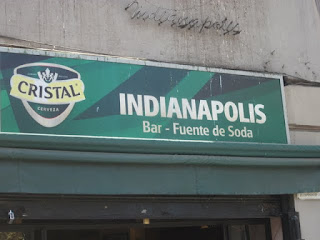 CRISTAL
CERVEZA
INDIANAPOLIS
Bar - Fuente de Soda